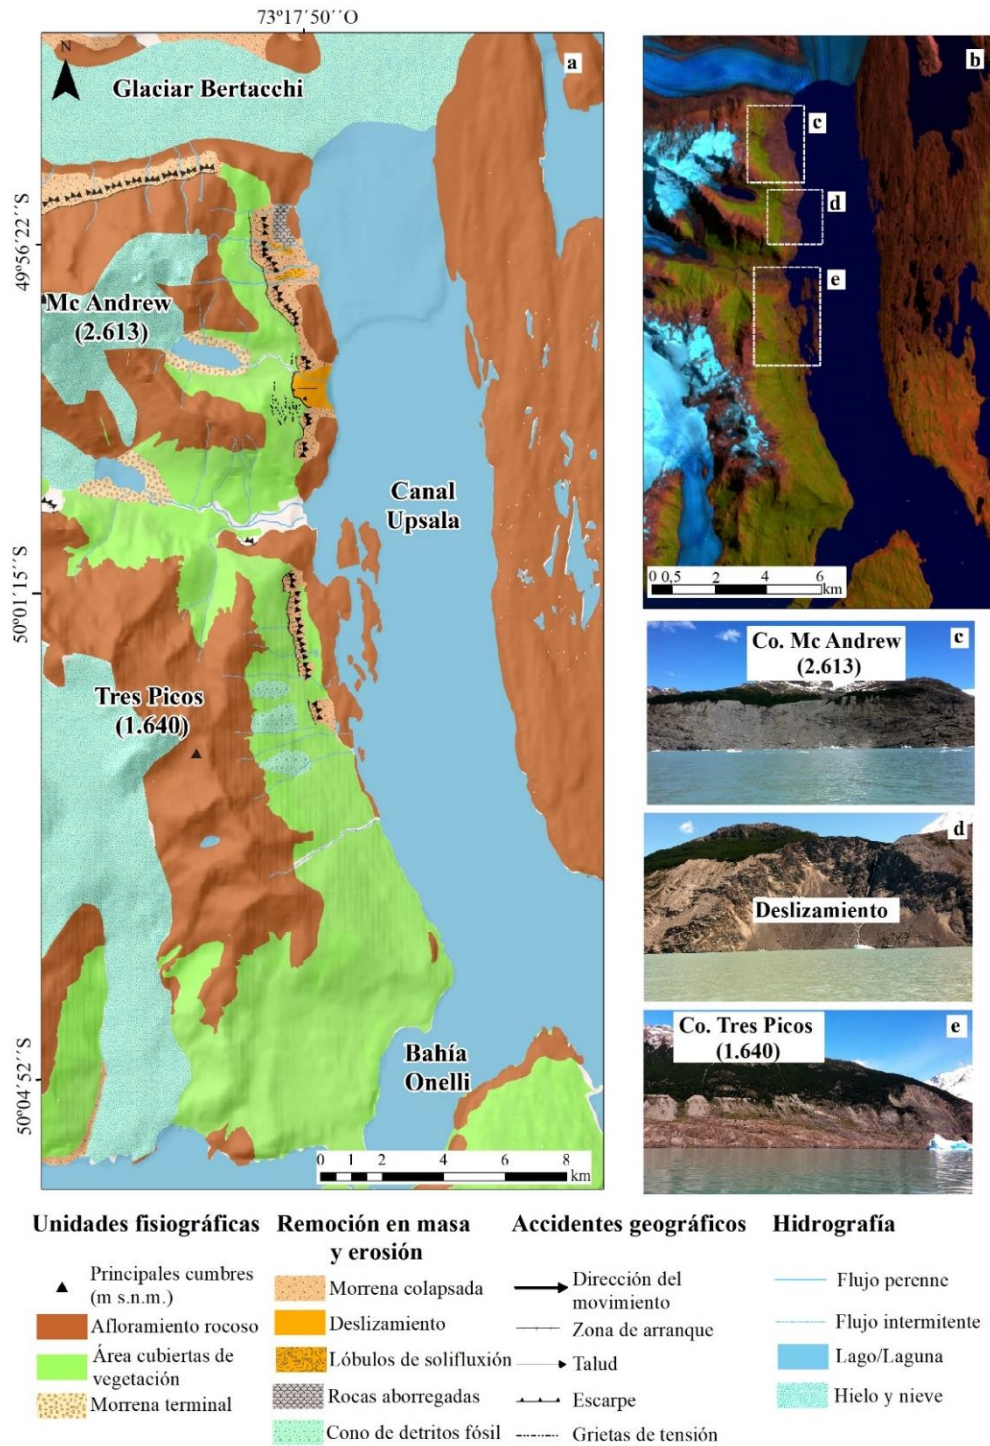 73º17´50´´O
N
a
Glaciar Bertacchi
49º56´22´´S
Mc Andrew
(2.613)
Canal
Upsala
50º01´15´´S
Tres Picos
(1.640)
50º04´52´´S
Bahía
Onelli
0 2 4 6 8
km
b
c
d
e
0 0,5 2 4 6
km
Co. Mc Andrew
(2.613)
c
d
Deslizamiento
Co. Tres Picos
(1.640)
e
Unidades fisiográficas
Principales cumbres
(m s.n.m.)
Afloramiento rocoso
Área cubiertas de
vegetación
Morrena terminal
Remoción en masa
y erosión
Morrena colapsada
Deslizamiento
Lóbulos de solifluxión
Rocas aborregadas
Cono de detritos fósil
Accidentes geográficos
Dirección del
movimiento
Zona de arranque
Talud
Escarpe
Grietas de tensión
Hidrografía
Flujo perenne
Flujo intermitente
Lago/Laguna
Hielo y nieve